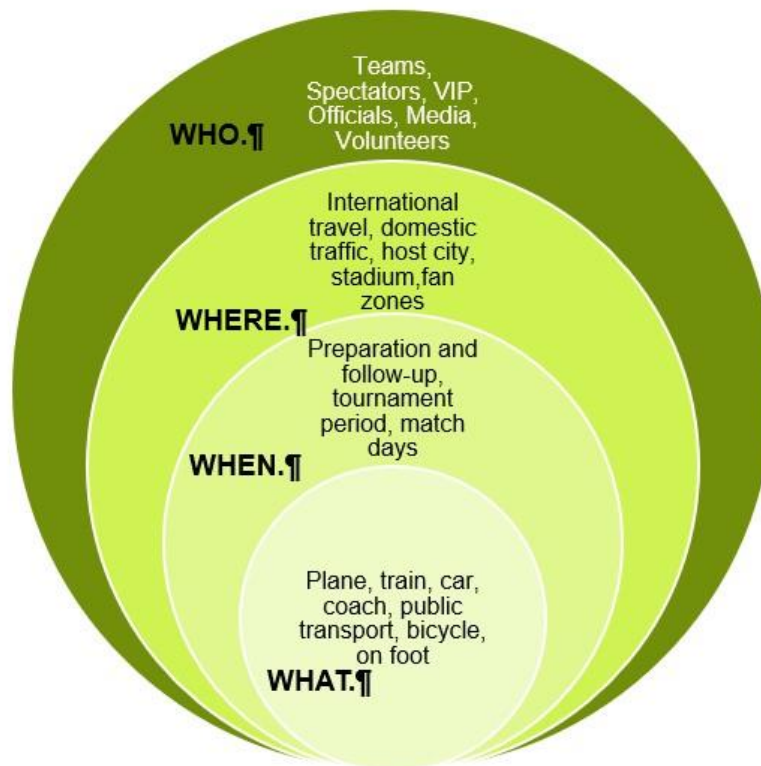 Teams,
Spectators, VIP,
Officials, Media,
Volunteers
WHO.¶
International
travel, domestic
traffic, host city,
stadium,fan
zones
WHERE.¶
Preparation and
follow-up,
tournament
period, match
days
WHEN.¶
Plane, train, car,
coach, public
transport, bicycle,
on foot
WHAT.¶